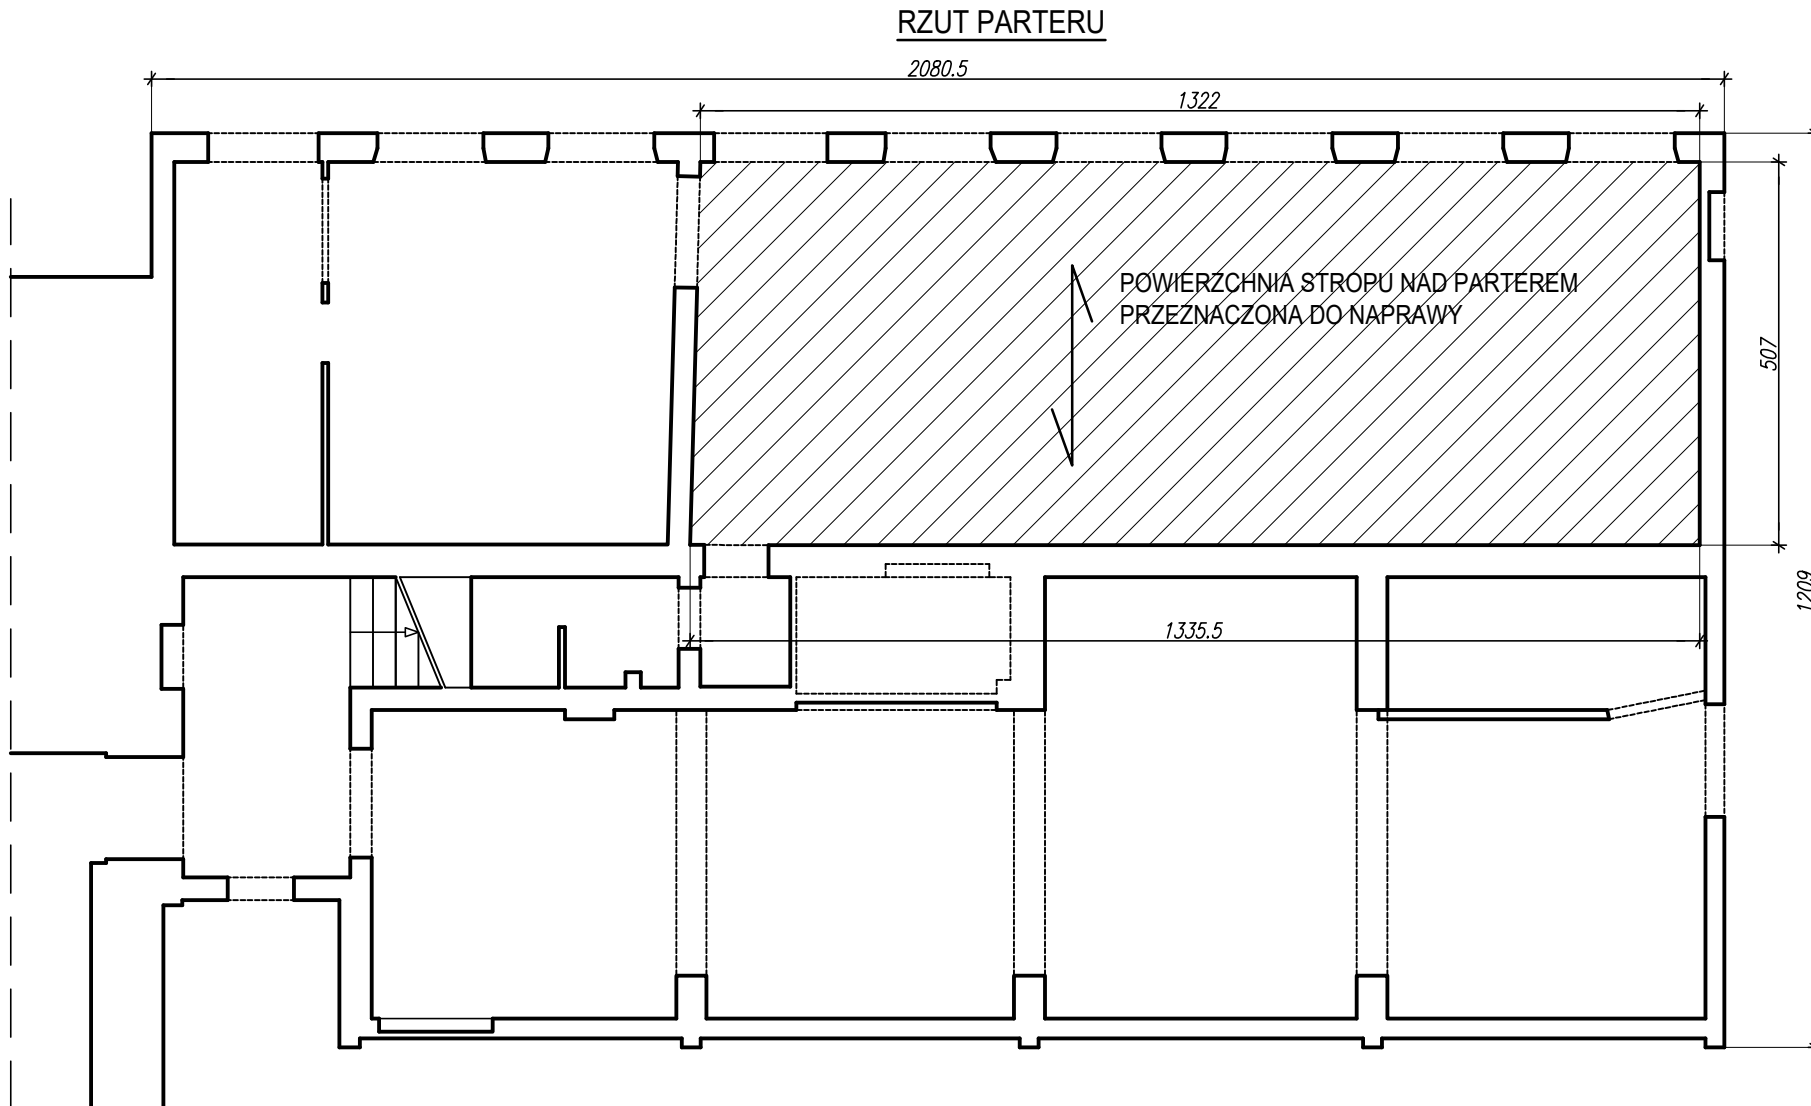 RZUT PARTERU
2080.5
1322
POWIERZCHNIA STROPU NAD PARTEREM
PRZEZNACZONA DO NAPRAWY
507
1209
1335.5